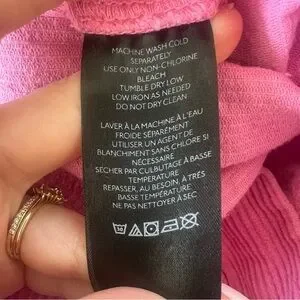 MACHINE WASH COLD
SEPARATELY
USE ONLY NON-CHLORINE
BLEACH
TUMBLE DRY LOW
LOW IRON AS NEEDED
DO NOT DRY CLEAN
LAVER À LA MACHINE À L'EAU
FROIDE SÉPARÉMENT
UTILISER UN AGENT DE
BLANCHIMENT SANS CHLORE SI
NÉCESSAIRE
SÉCHER PAR CULBUTAGE À BASSE
TEMPÉRATURE
REPASSER, AU BESOIN, À TRÈS
BASSE TEMPÉRATURE
NE PAS NETTOYER À SEC
30